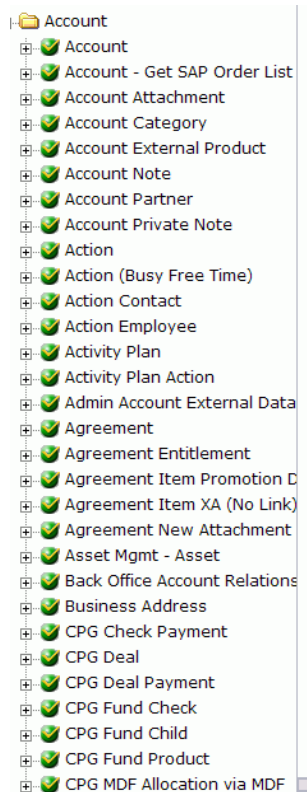 Account
Account
Account - Get SAP Order List
Account Attachment
Account Category
Account External Product
Account Note
Account Partner
Account Private Note
Action
Action (Busy Free Time)
Action Contact
Action Employee
Activity Plan
Activity Plan Action
Admin Account External Data
Agreement
Agreement Entitlement
Agreement Item Promotion D
Agreement Item XA (No Link)
Agreement New Attachment
Asset Mgmt - Asset
Back Office Account Relations
Business Address
CPG Check Payment
CPG Deal
CPG Deal Payment
CPG Fund Check
CPG Fund Child
CPG Fund Product
CPG MDF Allocation via MDF